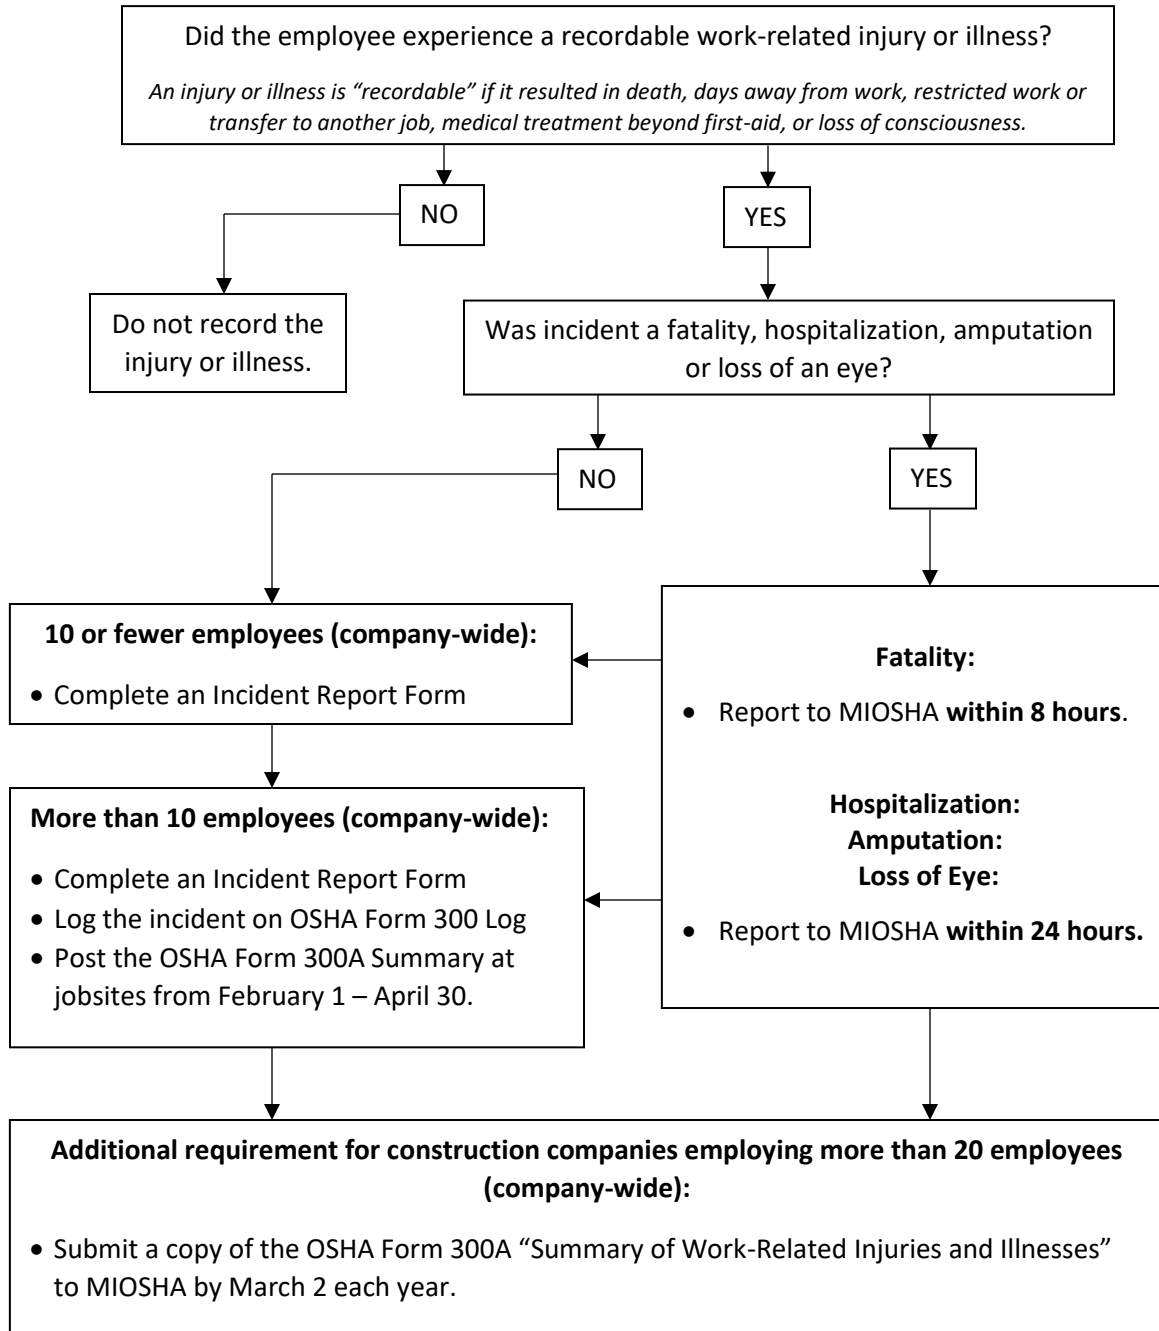 Did the employee experience a recordable work-related injury or illness?
An injury or illness is “recordable” if it resulted in death, days away from work, restricted work or
transfer to another job, medical treatment beyond first-aid, or loss of consciousness.
NO
YES
Do not record the
injury or illness.
Was incident a fatality, hospitalization, amputation
or loss of an eye?
NO
YES
10 or fewer employees (company-wide):
• Complete an Incident Report Form
More than 10 employees (company-wide):
• Complete an Incident Report Form
• Log the incident on OSHA Form 300 Log
• Post the OSHA Form 300A Summary at
jobsites from February 1 – April 30.
Fatality:
• Report to MIOSHA within 8 hours.
Hospitalization:
Amputation:
Loss of Eye:
• Report to MIOSHA within 24 hours.
Additional requirement for construction companies employing more than 20 employees
(company-wide):
• Submit a copy of the OSHA Form 300A “Summary of Work-Related Injuries and Illnesses”
to MIOSHA by March 2 each year.